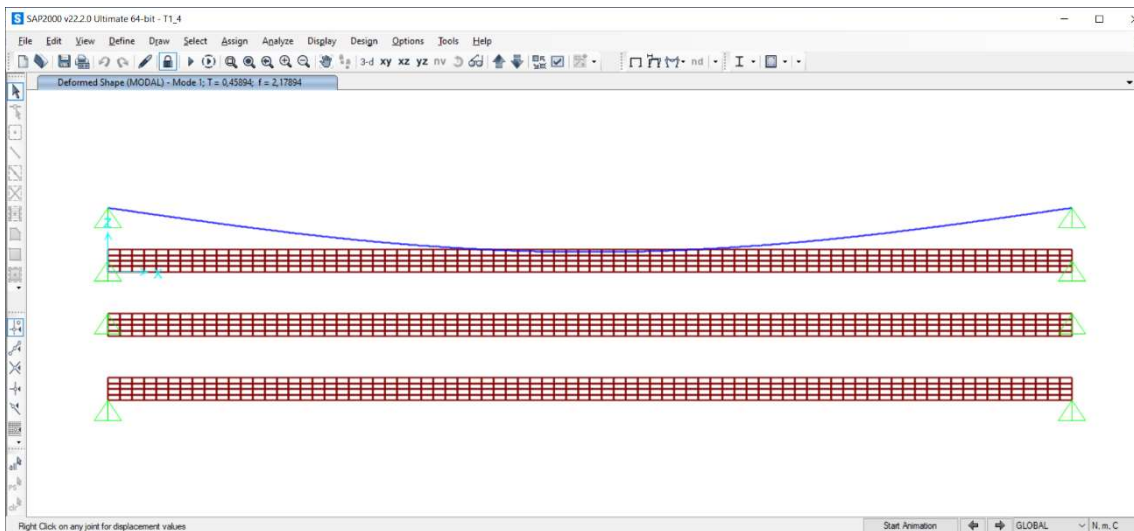 SAP2000 v22.2.0 Ultimate 64-bit - T1_4
File Edit View Define Draw Select Assign Analyze Display Design Options Tools Help
3-d xy xz yz nv nd
Deformed Shape (MODAL) - Mode 1; T = 0,45894; f = 2,17894
Z
X
all
Right Click on any joint for displacement values
Start Animation
GLOBAL
N, m, C